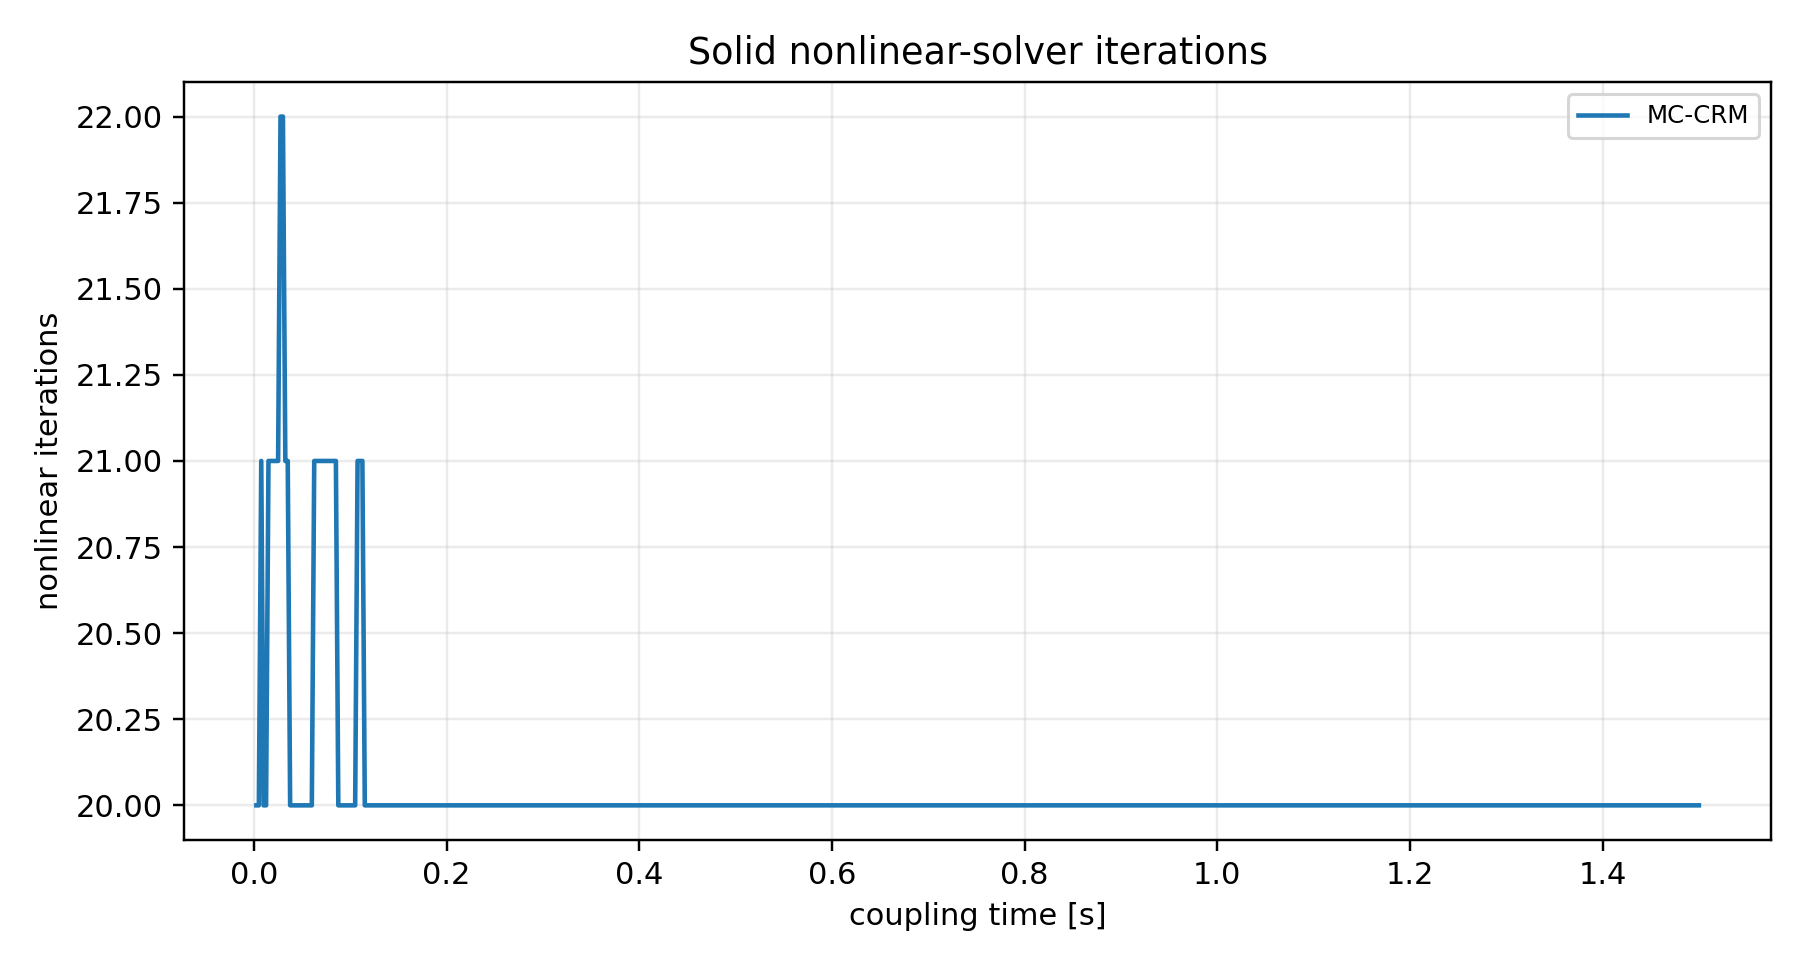 Solid nonlinear-solver iterations
MC-CRM
nonlinear iterations
22.00
21.75
21.50
21.25
21.00
20.75
20.50
20.25
20.00
0.0 0.2 0.4 0.6 0.8 1.0 1.2 1.4
coupling time [s]